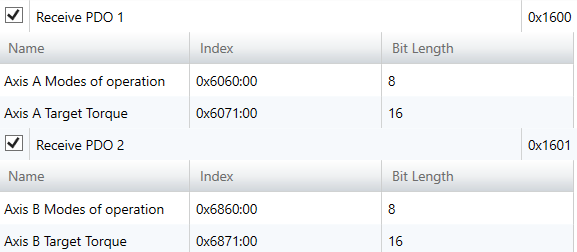 Receive PDO 1 0x1600
Name Index Bit Length
Axis A Modes of operation 0x6060:00 8
Axis A Target Torque 0x6071:00 16
Receive PDO 2 0x1601
Name Index Bit Length
Axis B Modes of operation 0x6860:00 8
Axis B Target Torque 0x6871:00 16